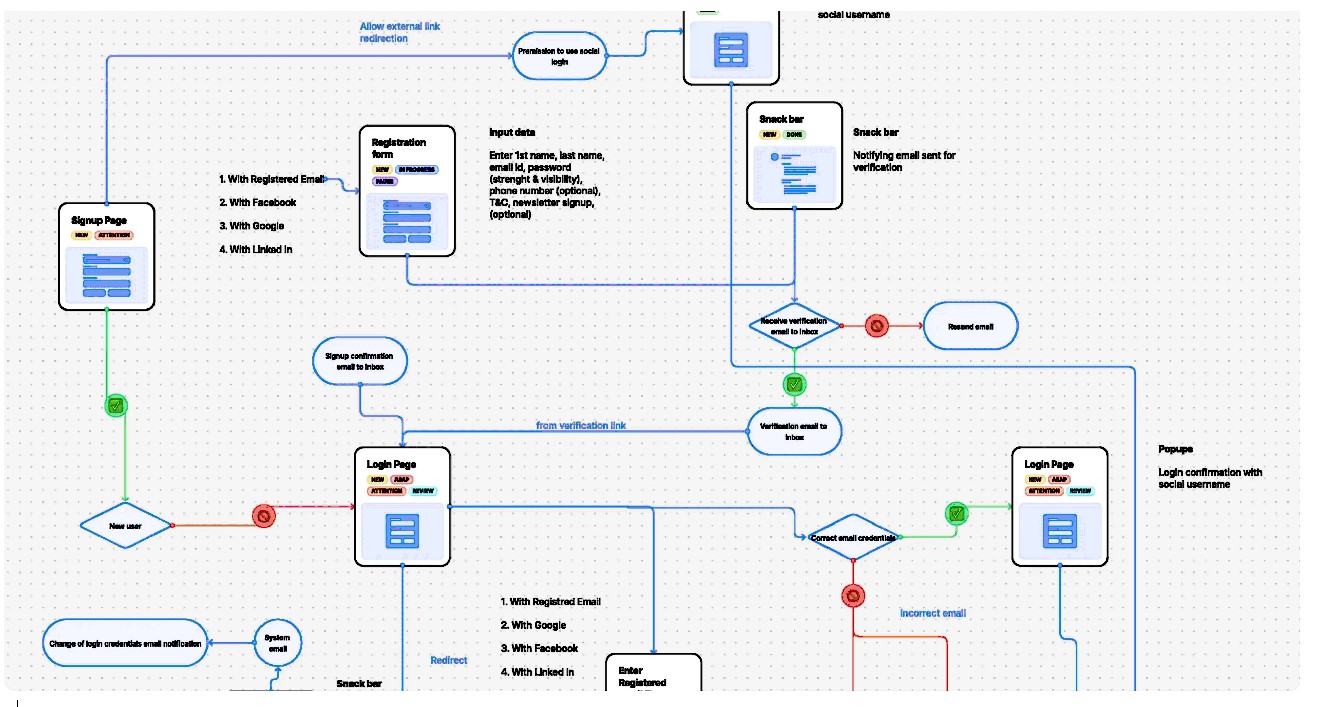 social username
Allow external link
redirection
Premission to use social
login
Snack bar
NEW DONE
Snack bar
Notifying email sent for
verification
Registration
form
NEW IN PROGRESS
PAUSE
Input data
Enter 1st name, last name,
email id, password
(strenght & visibility),
phone number (optional),
T&C, newsletter signup,
(optional)
1. With Registered Email
2. With Facebook
3. With Google
4. With Linked in
Signup Page
NEW ATTENTION
Receive verification
email to inbox
Resend email
Signup confirmation
email to inbox
from verification link
Verification email to
inbox
Login Page
NEW ASAP
ATTENTION REVIEW
Login Page
NEW ASAP
ATTENTION REVIEW
Popups
Login confirmation with
social username
New user
Correct email credentials
1. With Registred Email
2. With Google
3. With Facebook
4. With Linked in
Incorrect email
Change of login credentials email notification
System
email
Redirect
Enter
Registered
Snack bar